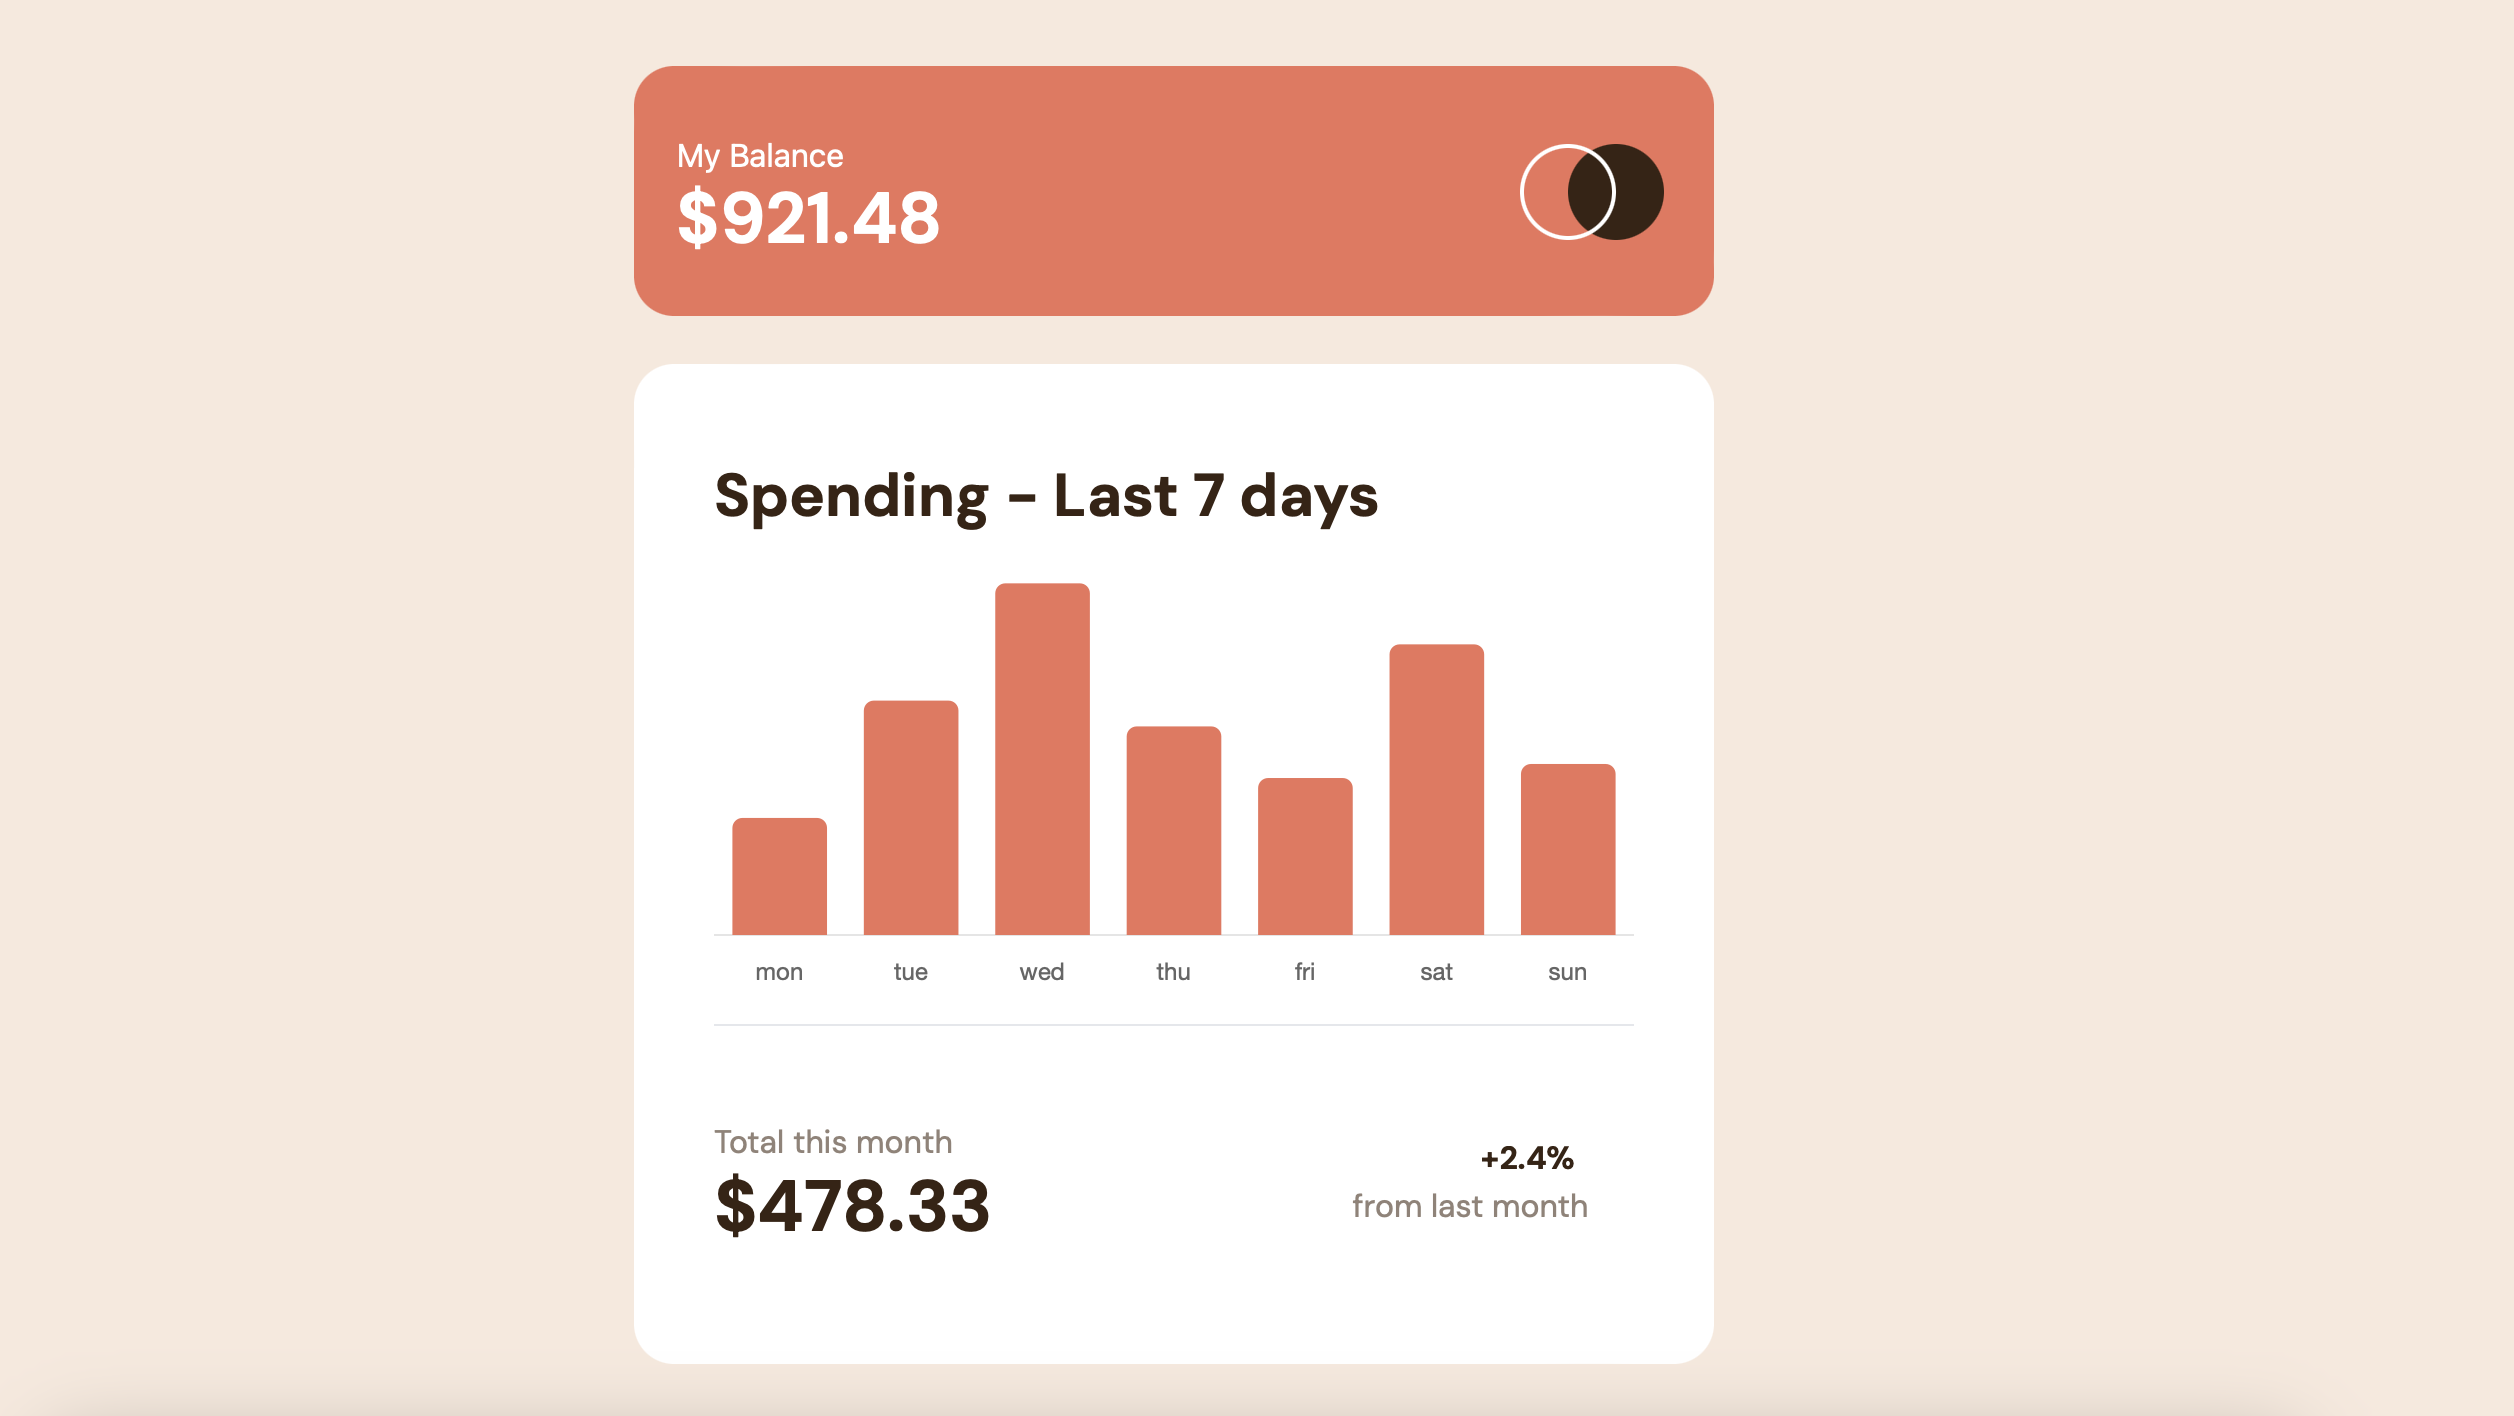 My Balance
$921.48
Spending - Last 7 days
mon tue wed thu fri sat sun
Total this month
$478.33
+2.4%
from last month